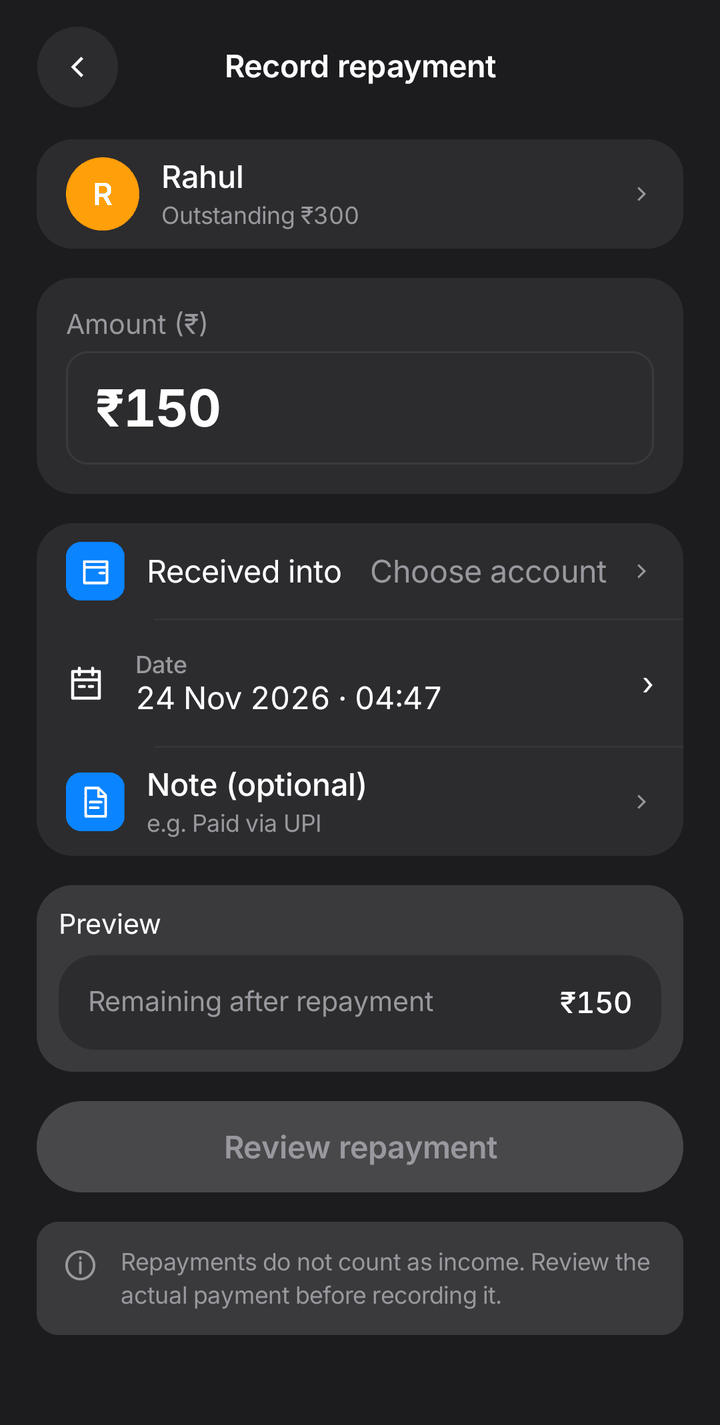 Record repayment
R
Rahul
Outstanding ₹300
Amount (₹)
₹150
Received into Choose account
Date
24 Nov 2026 · 04:47
Note (optional)
e.g. Paid via UPI
Preview
Remaining after repayment ₹150
Review repayment
Repayments do not count as income. Review the
actual payment before recording it.